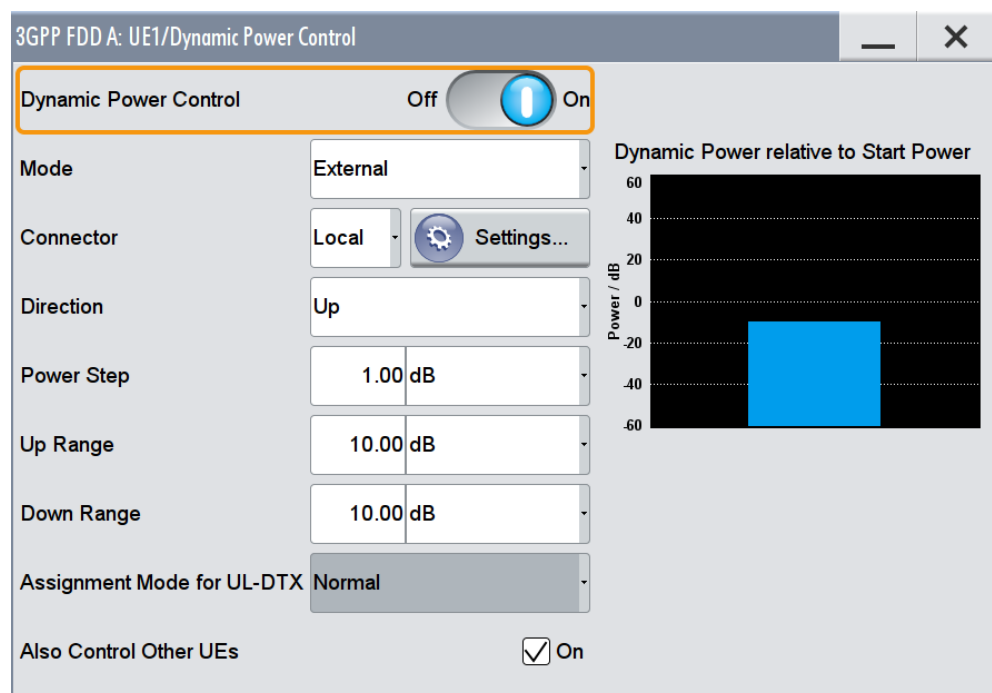 3GPP FDD A: UE1/Dynamic Power Control
Dynamic Power Control Off On
Mode External
Connector Local Settings...
Direction Up
Power Step 1.00 dB
Up Range 10.00 dB
Down Range 10.00 dB
Assignment Mode for UL-DTX Normal
Also Control Other UEs On
Dynamic Power relative to Start Power
Power / dB
60
40
20
0
-20
-40
-60